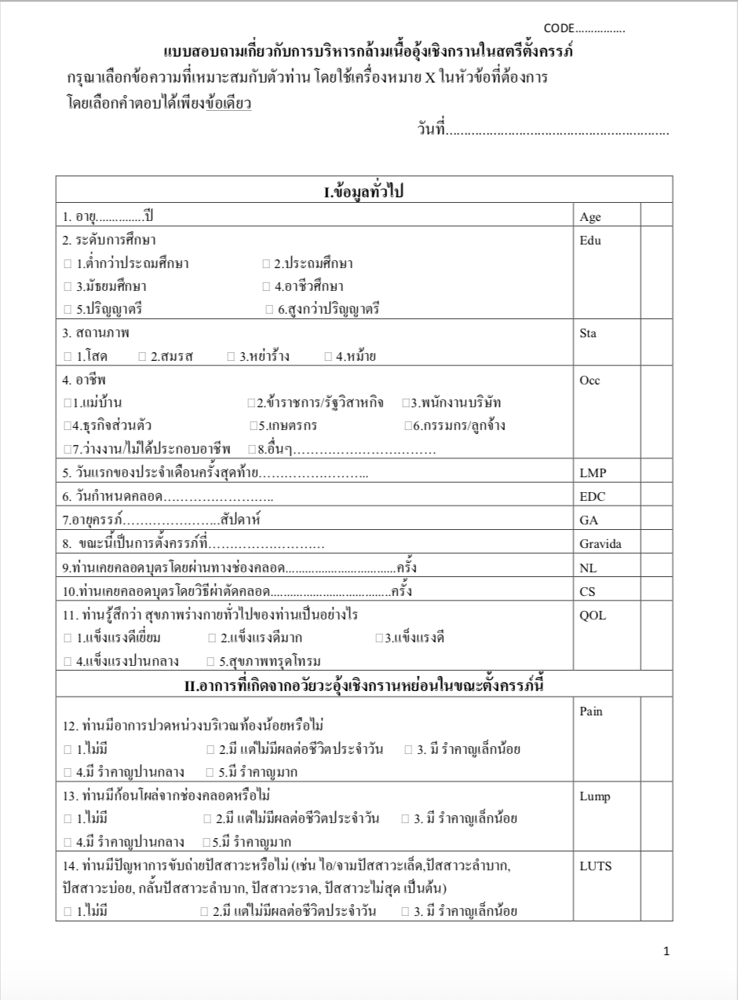 CODE................
แบบสอบถามเกี่ยวกับการบริหารกล้ามเนื้ออุ้งเชิงกรานในสตรีตั้งครรภ์
กรุณาเลือกข้อความที่เหมาะสมกับตัวท่าน โดยใช้เครื่องหมาย X ในหัวข้อที่ต้องการ
โดยเลือกคำตอบได้เพียงข้อเดียว
วันที่............................................................
I.ข้อมูลทั่วไป
1. อายุ...............ปี Age
2. ระดับการศึกษา Edu
□ 1.ต่ำกว่าประถมศึกษา □ 2.ประถมศึกษา
□ 3.มัธยมศึกษา □ 4.อาชีวศึกษา
□ 5.ปริญญาตรี □ 6.สูงกว่าปริญญาตรี
3. สถานภาพ Sta
□ 1.โสด □ 2.สมรส □ 3.หย่าร้าง □ 4.หม้าย
4. อาชีพ Occ
□1.แม่บ้าน □2.ข้าราชการ/รัฐวิสาหกิจ □3.พนักงานบริษัท
□4.ธุรกิจส่วนตัว □5.เกษตรกร □6.กรรมกร/ลูกจ้าง
□7.ว่างงาน/ไม่ได้ประกอบอาชีพ □8.อื่นๆ……………………………
5. วันแรกของประจำเดือนครั้งสุดท้าย…………………….. LMP
6. วันกำหนดคลอด…………………….. EDC
7.อายุครรภ์…………………..สัปดาห์ GA
8. ขณะนี้เป็นการตั้งครรภ์ที่……………………… Gravida
9.ท่านเคยคลอดบุตรโดยผ่านทางช่องคลอด..................................ครั้ง NL
10.ท่านเคยคลอดบุตรโดยวิธีผ่าตัดคลอด.....................................ครั้ง CS
11. ท่านรู้สึกว่า สุขภาพร่างกายทั่วไปของท่านเป็นอย่างไร QOL
□ 1.แข็งแรงดีเยี่ยม □ 2.แข็งแรงดีมาก □3.แข็งแรงดี
□ 4.แข็งแรงปานกลาง □ 5.สุขภาพทรุดโทรม
II.อาการที่เกิดจากอวัยวะอุ้งเชิงกรานหย่อนในขณะตั้งครรภ์นี้
Pain
12. ท่านมีอาการปวดหน่วงบริเวณท้องน้อยหรือไม่
□ 1.ไม่มี □ 2.มี แต่ไม่มีผลต่อชีวิตประจำวัน □ 3. มี รำคาญเล็กน้อย
□ 4.มี รำคาญปานกลาง □ 5.มี รำคาญมาก
13. ท่านมีก้อนโผล่จากช่องคลอดหรือไม่ Lump
□ 1.ไม่มี □ 2.มี แต่ไม่มีผลต่อชีวิตประจำวัน □ 3. มี รำคาญเล็กน้อย
□ 4.มี รำคาญปานกลาง □5.มี รำคาญมาก
14. ท่านมีปัญหาการขับถ่ายปัสสาวะหรือไม่ (เช่น ไอ/จามปัสสาวะเล็ด,ปัสสาวะลำบาก, LUTS
ปัสสาวะบ่อย, กลั้นปัสสาวะลำบาก, ปัสสาวะราด, ปัสสาวะไม่สุด เป็นต้น)
□ 1.ไม่มี □ 2.มี แต่ไม่มีผลต่อชีวิตประจำวัน □ 3. มี รำคาญเล็กน้อย
1